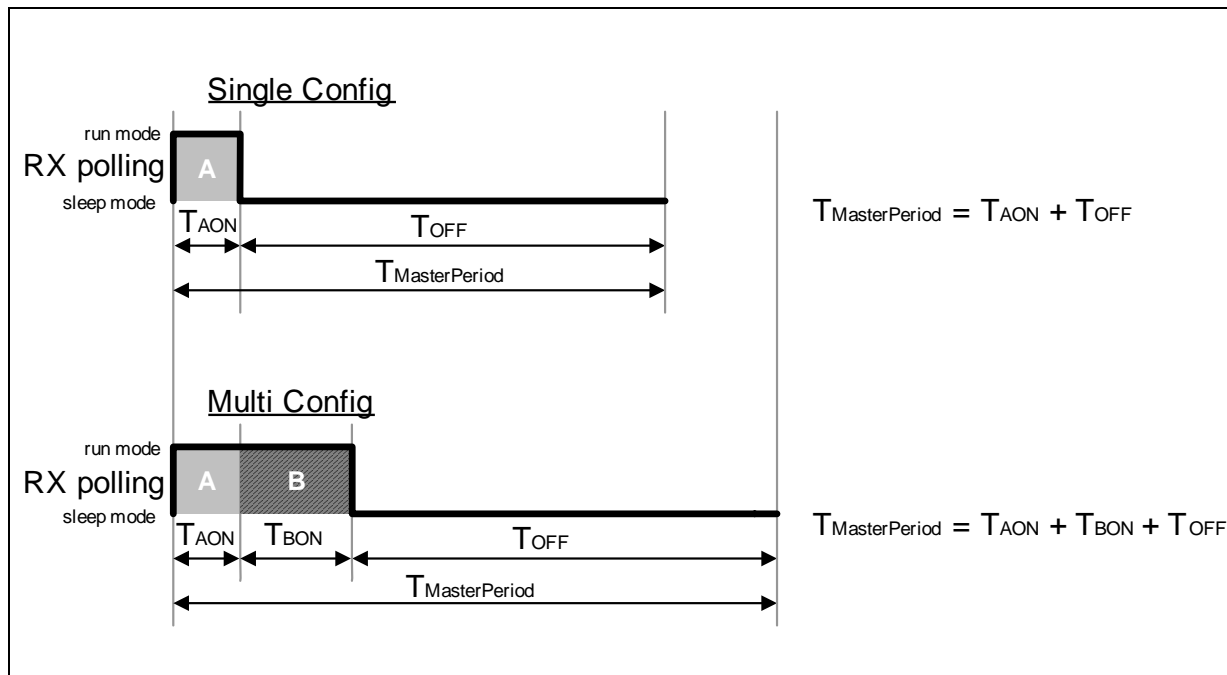 Single Config
run mode
RX polling
A
sleep mode
TAON
TOFF
TMasterPeriod
TMasterPeriod = TAON + TOFF
Multi Config
run mode
RX polling
A
B
sleep mode
TAON
TBON
TOFF
TMasterPeriod
TMasterPeriod = TAON + TBON + TOFF